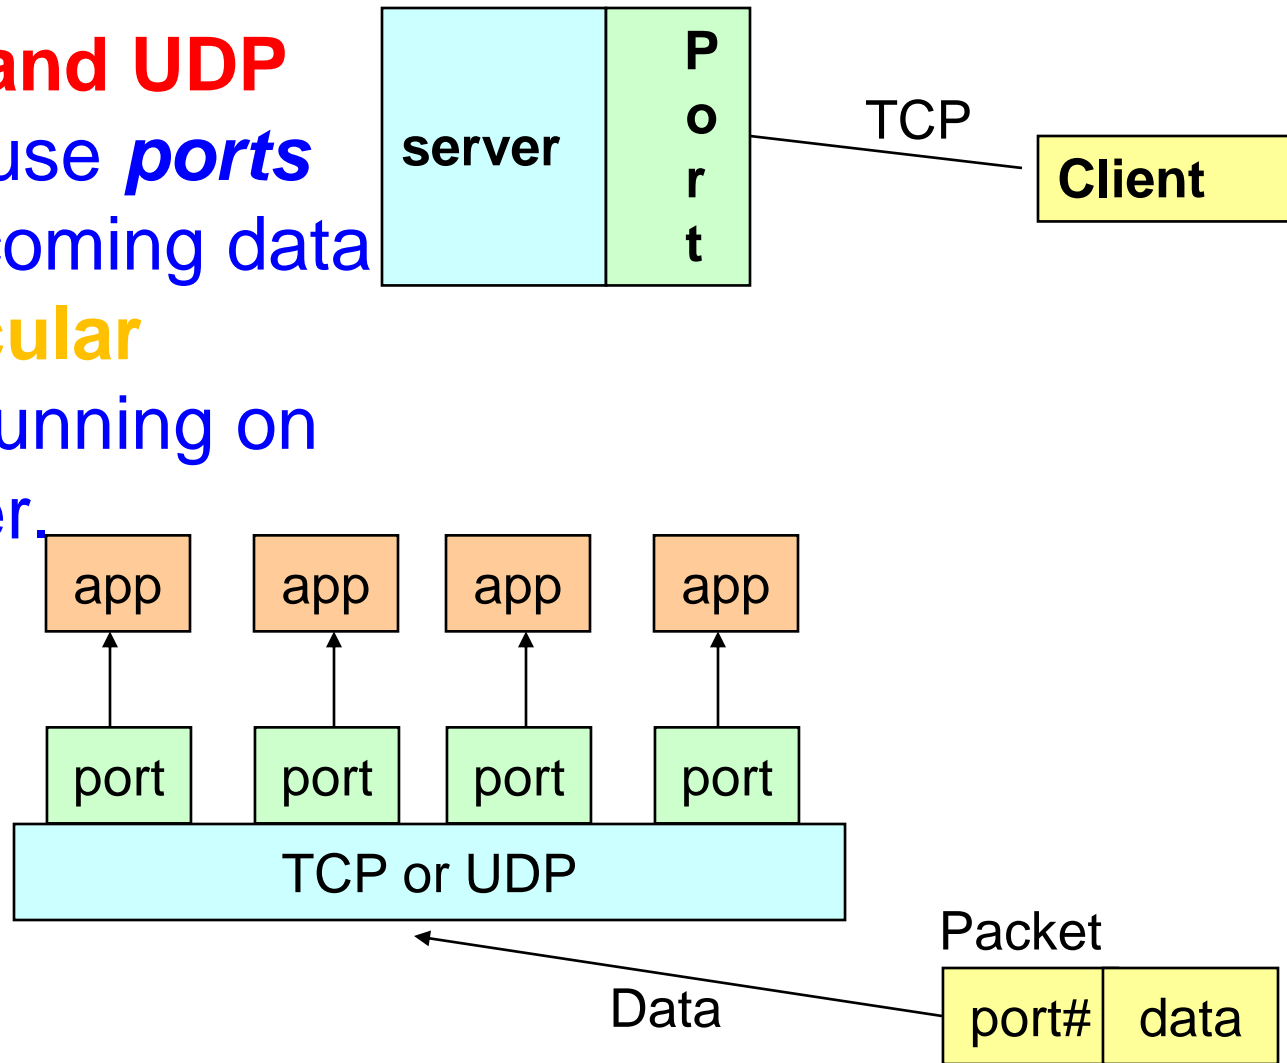 and UDP
use ports
coming data
cular
unning on
er.
server
Port
TCP
Client
app app app app
port port port port
TCP or UDP
Packet
Data
port# data